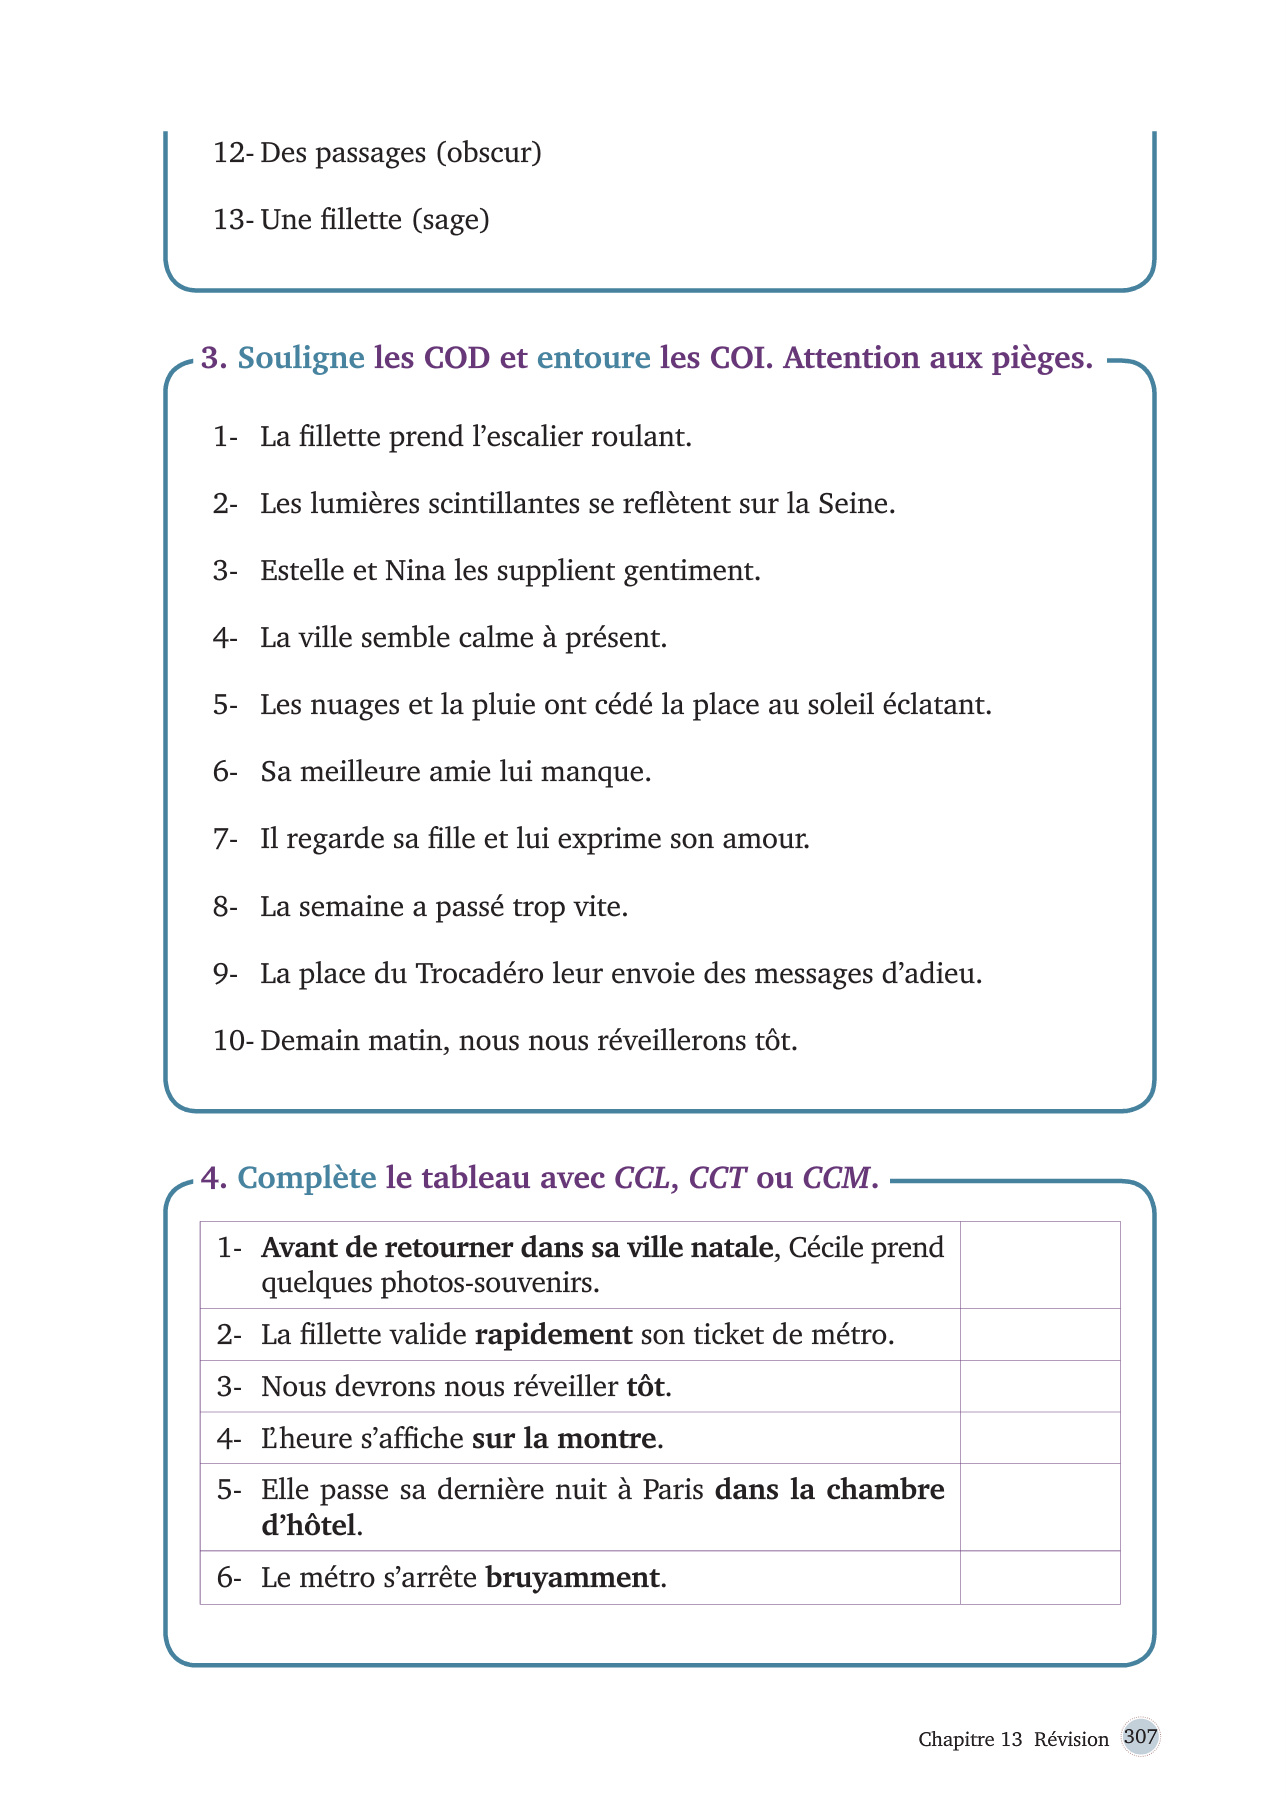 12- Des passages (obscur)
13- Une fillette (sage)
3. Souligne les COD et entoure les COI. Attention aux pièges.
1- La fillette prend l’escalier roulant.
2- Les lumières scintillantes se reflètent sur la Seine.
3- Estelle et Nina les supplient gentiment.
4- La ville semble calme à présent.
5- Les nuages et la pluie ont cédé la place au soleil éclatant.
6- Sa meilleure amie lui manque.
7- Il regarde sa fille et lui exprime son amour.
8- La semaine a passé trop vite.
9- La place du Trocadéro leur envoie des messages d’adieu.
10- Demain matin, nous nous réveillerons tôt.
4. Complète le tableau avec CCL, CCT ou CCM.
1- Avant de retourner dans sa ville natale, Cécile prend
quelques photos-souvenirs.
2- La fillette valide rapidement son ticket de métro.
3- Nous devrons nous réveiller tôt.
4- L’heure s’affiche sur la montre.
5- Elle passe sa dernière nuit à Paris dans la chambre
d’hôtel.
6- Le métro s’arrête bruyamment.
Chapitre 13 Révision 307